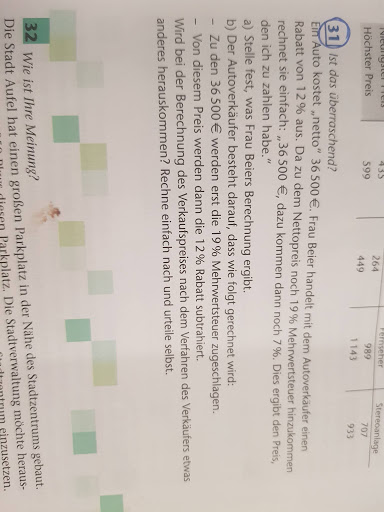 Niedrigster Preis 435 264 Fernseher Stereoanlage
Höchster Preis 599 449 989 707
1143 933
31 Ist das überraschend?
Ein Auto kostet „netto" 36 500 €. Frau Beier handelt mit dem Autoverkäufer einen
Rabatt von 12 % aus. Da zu dem Nettopreis noch 19 % Mehrwertsteuer hinzukommen
rechnet sie einfach: „36 500 €, dazu kommen dann noch 7 %. Dies ergibt den Preis,
den ich zu zahlen habe."
a) Stelle fest, was Frau Beiers Berechnung ergibt.
b) Der Autoverkäufer besteht darauf, dass wie folgt gerechnet wird:
– Zu den 36 500 € werden erst die 19 % Mehrwertsteuer zugeschlagen.
– Von diesem Preis werden dann die 12 % Rabatt subtrahiert.
Wird bei der Berechnung des Verkaufspreises nach dem Verfahren des Verkäufers etwas
anderes herauskommen? Rechne einfach nach und urteile selbst.
32 Wie ist Ihre Meinung?
Die Stadt Aufel hat einen großen Parkplatz in der Nähe des Stadtzentrums gebaut.
diesen Parkplatz. Die Stadtverwaltung möchte heraus-
einzusetzen.